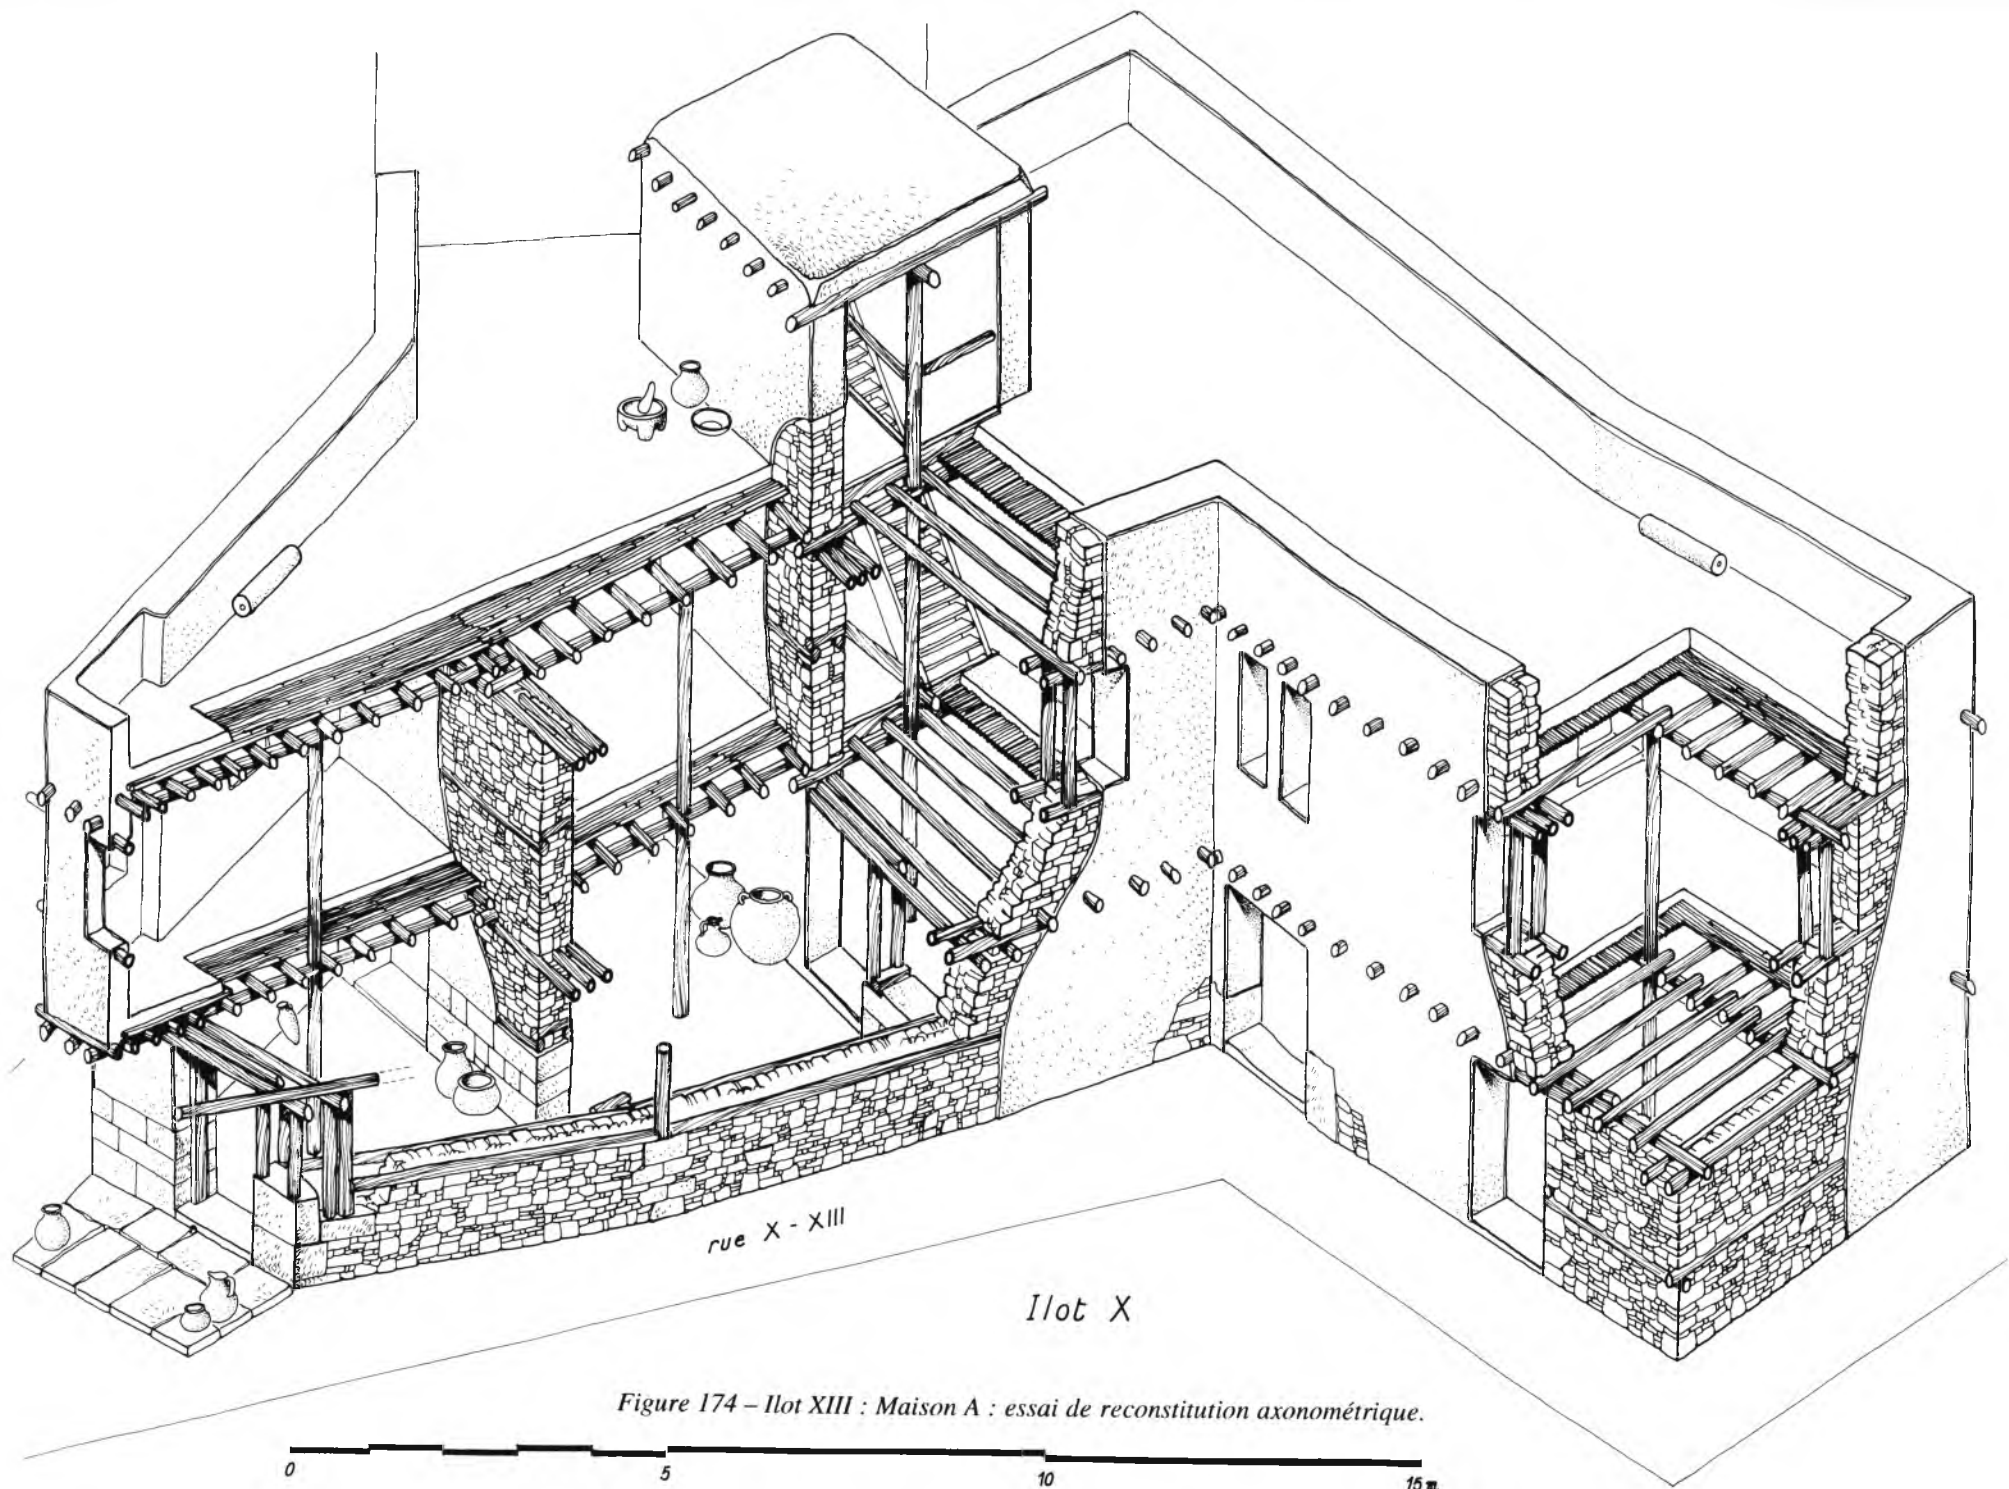 rue X - XIII
Ilot X
Figure 174 – Ilot XIII : Maison A : essai de reconstitution axonométrique.
0 5 10 15 m